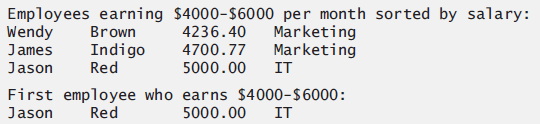 Employees earning $4000-$6000 per month sorted by salary:
Wendy Brown 4236.40 Marketing
James Indigo 4700.77 Marketing
Jason Red 5000.00 IT
First employee who earns $4000-$6000:
Jason Red 5000.00 IT